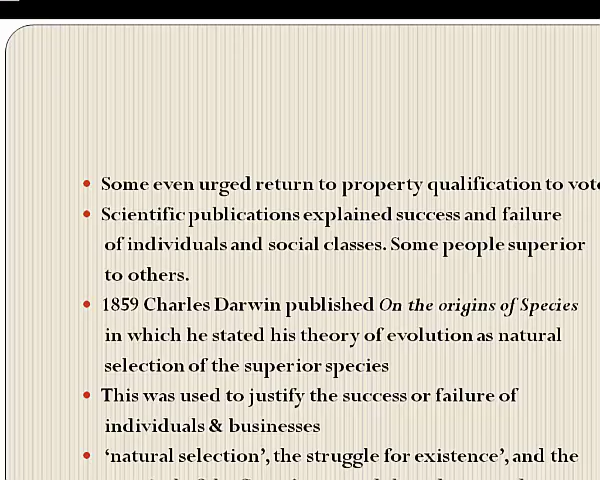 • Some even urged return to property qualification to vote
• Scientific publications explained success and failure
of individuals and social classes. Some people superior
to others.
• 1859 Charles Darwin published On the origins of Species
in which he stated his theory of evolution as natural
selection of the superior species
• This was used to justify the success or failure of
individuals & businesses
• ‘natural selection’, the struggle for existence’, and the